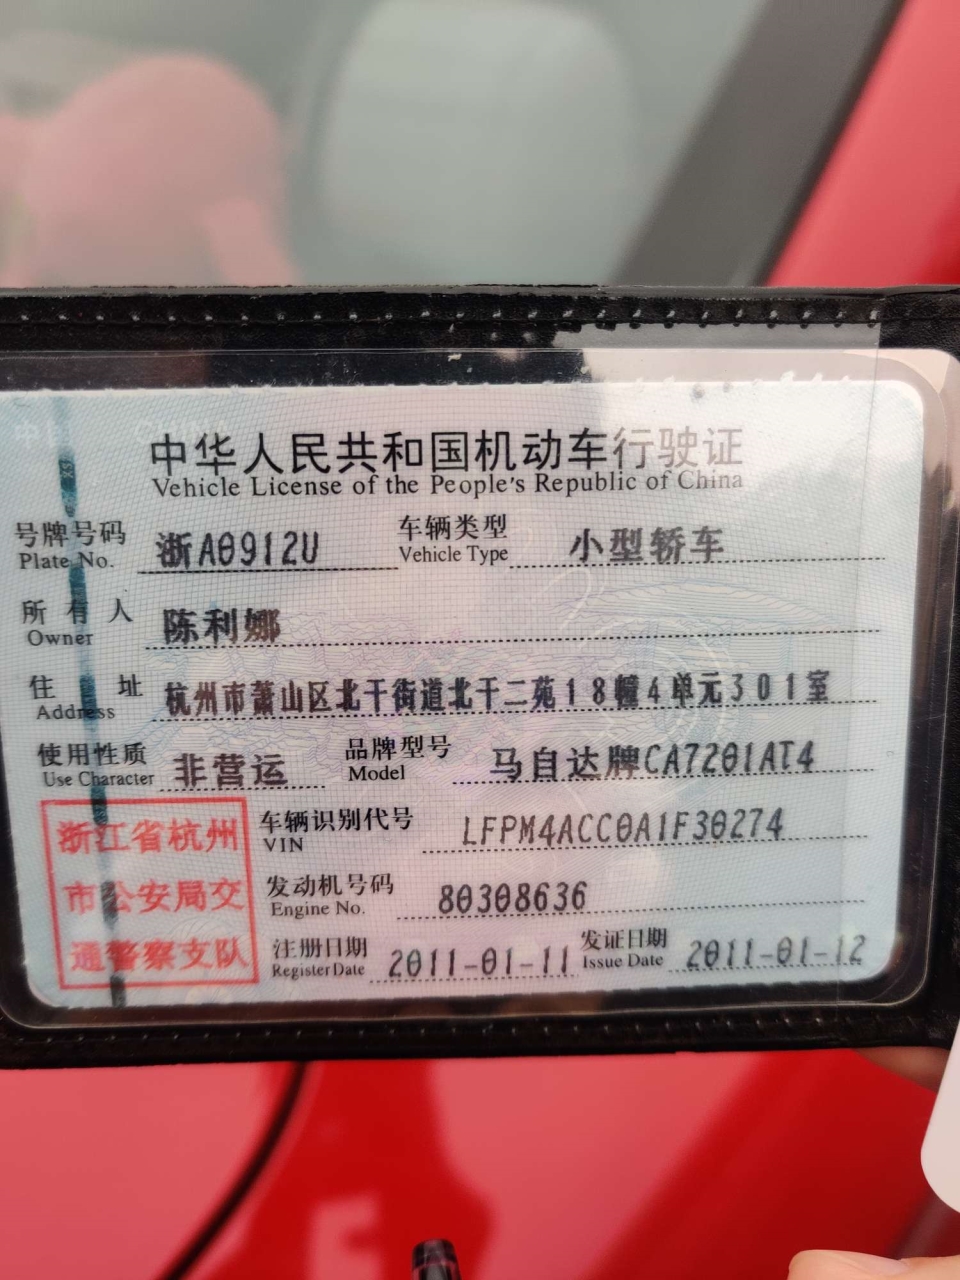 中华人民共和国机动车行驶证
Vehicle License of the People's Republic of China
号牌号码 浙A0912U 车辆类型 小型轿车
Plate No. Vehicle Type
所有人 陈利娜
Owner
住址 杭州市萧山区北干街道北干二苑18幢4单元301室
Address
使用性质 非营运 品牌型号 马自达牌CA7201AT4
Use Character Model
浙江省杭州
市公安局交
通警察支队
车辆识别代号 LFPM4ACC0A1F30274
VIN
发动机号码 80308636
Engine No.
注册日期 2011-01-11 发证日期 2011-01-12
Register Date Issue Date